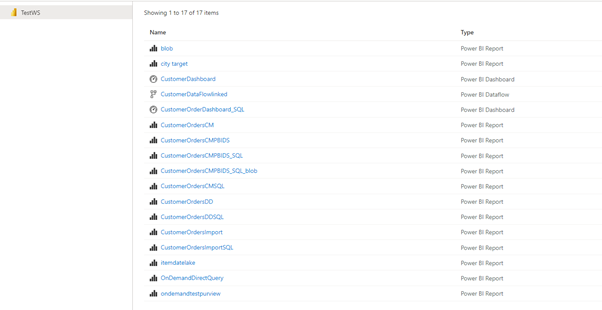 TestWS
Showing 1 to 17 of 17 items
Name Type
blob Power BI Report
city target Power BI Report
CustomerDashboard Power BI Dashboard
CustomerDataFlowlinked Power BI Dataflow
CustomerOrderDashboard_SQL Power BI Dashboard
CustomerOrdersCM Power BI Report
CustomerOrdersCMPBIDS Power BI Report
CustomerOrdersCMPBIDS_SQL Power BI Report
CustomerOrdersCMPBIDS_SQL_blob Power BI Report
CustomerOrdersCMSQL Power BI Report
CustomerOrdersDD Power BI Report
CustomerOrdersDDSQL Power BI Report
CustomerOrdersImport Power BI Report
CustomerOrdersImportSQL Power BI Report
itemdatelake Power BI Report
OnDemandDirectQuery Power BI Report
ondemandtestpurview Power BI Report